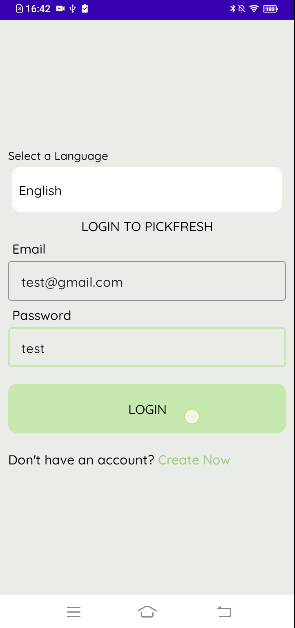 16:42
100
Select a Language
English
LOGIN TO PICKFRESH
Email
test@gmail.com
Password
test
LOGIN
Don't have an account? Create Now